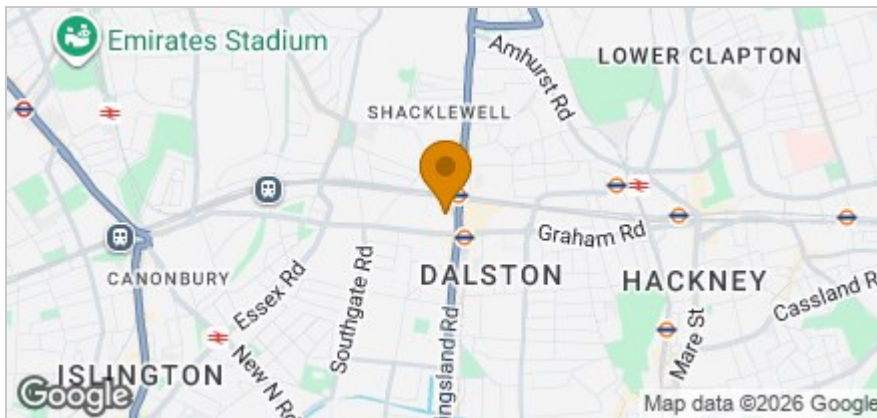 Emirates Stadium
Amhurst Rd
LOWER CLAPTON
SHACKLEWELL
Graham Rd
CANONBURY
DALSTON
HACKNEY
Essex Rd
Southgate Rd
Cassland R
Mare St
ISLINGTON
New N Rd
ingsland Rd
Google
Map data ©2026 Google